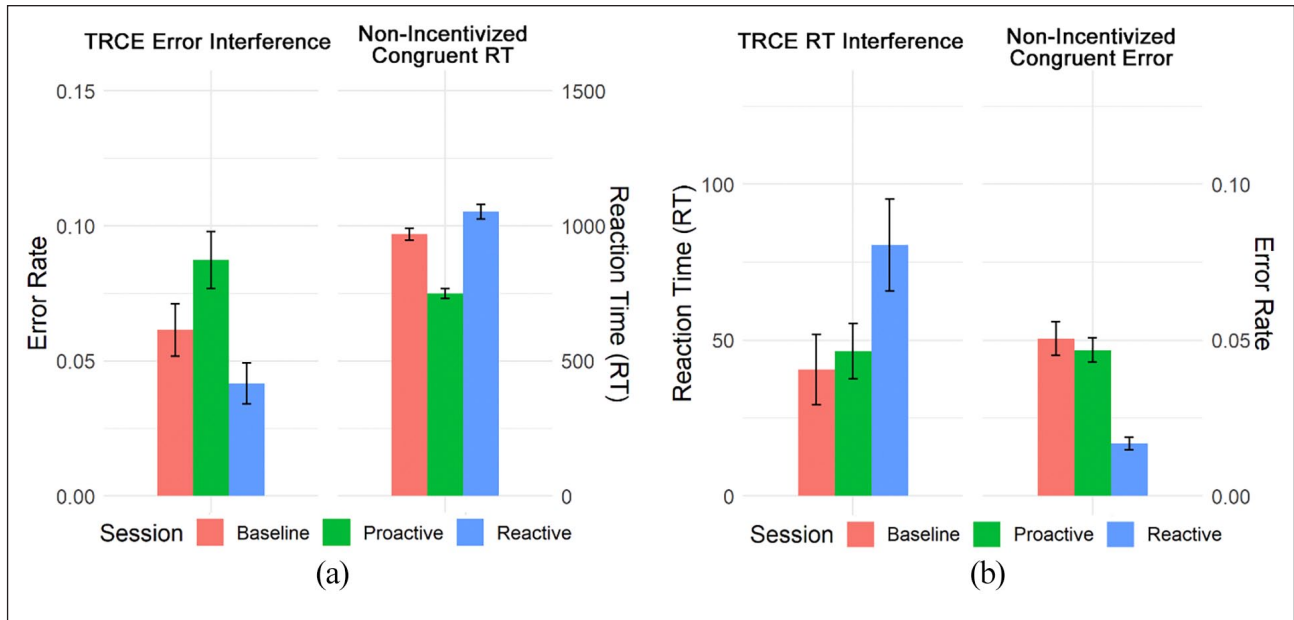 TRCE Error Interference
Non-Incentivized
Congruent RT
0.15
0.10
0.05
0.00
Error Rate
1500
1000
500
0
Reaction Time (RT)
Session Baseline Proactive Reactive
(a)
TRCE RT Interference
Non-Incentivized
Congruent Error
100
50
0
Reaction Time (RT)
0.10
0.05
0.00
Error Rate
Session Baseline Proactive Reactive
(b)